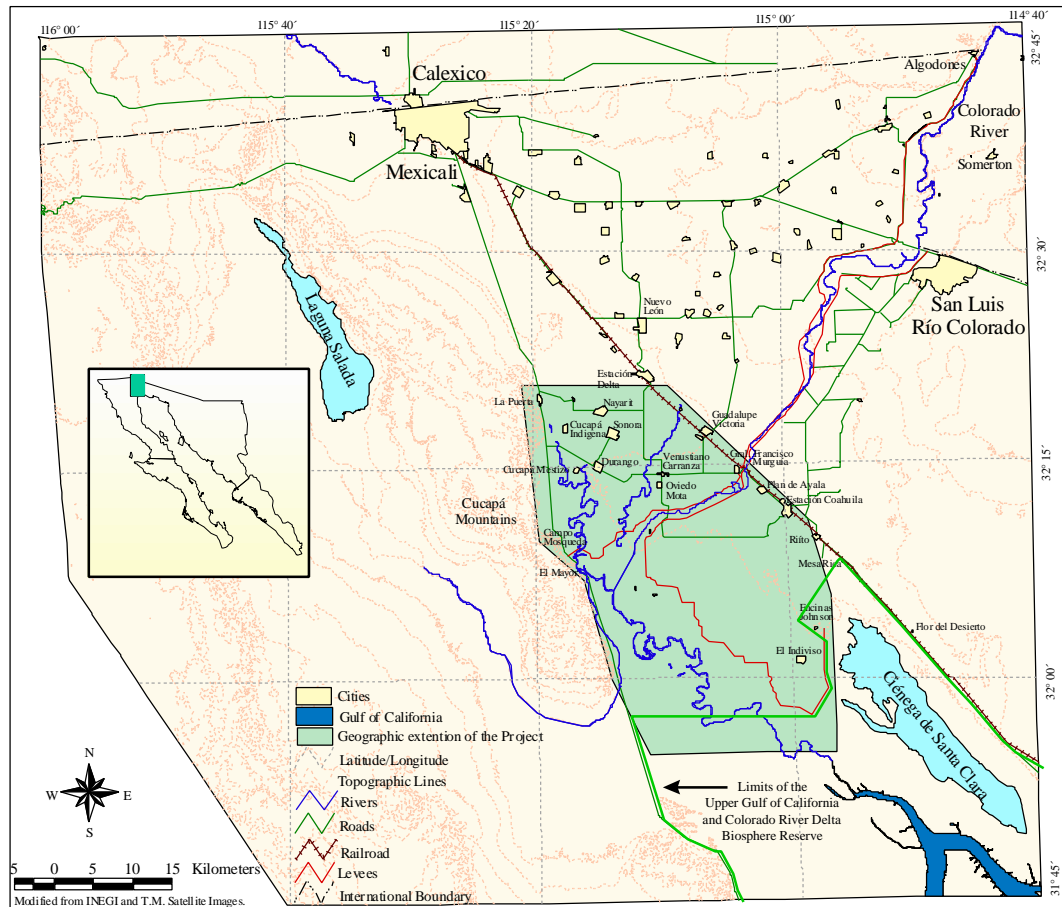 116° 00´
115° 40´
115° 20´
115° 00´
114° 40´
32° 45´
32° 30´
32° 15´
32° 00´
31° 45´
Calexico
Mexicali
Algodones
Colorado
River
Somerton
San Luis
Río Colorado
Laguna Salada
Nuevo
León
Estación
Delta
La Puerta
Nayarit
Guadalupe
Victoria
Cucapá
Indígena
Sonora
Cucapá Mestizo
Durango
Venustiano
Carranza
Gral. Francisco
Murguia
Oviedo
Mota
Plan de Ayala
Estación Coahuila
Cucapá
Mountains
Campo
Mosqueda
El Mayor
Riíto
Mesa Rica
Encinas
Johnson
Flor del Desierto
El Indiviso
Ciénega de Santa Clara
Cities
Gulf of California
Geographic extention of the Project
Latitude/Longitude
Topographic Lines
Rivers
Roads
Railroad
Levees
International Boundary
Limits of the
Upper Gulf of California
and Colorado River Delta
Biosphere Reserve
N
W E
S
5 0 5 10 15 Kilometers
Modified from INEGI and T.M. Satellite Images.